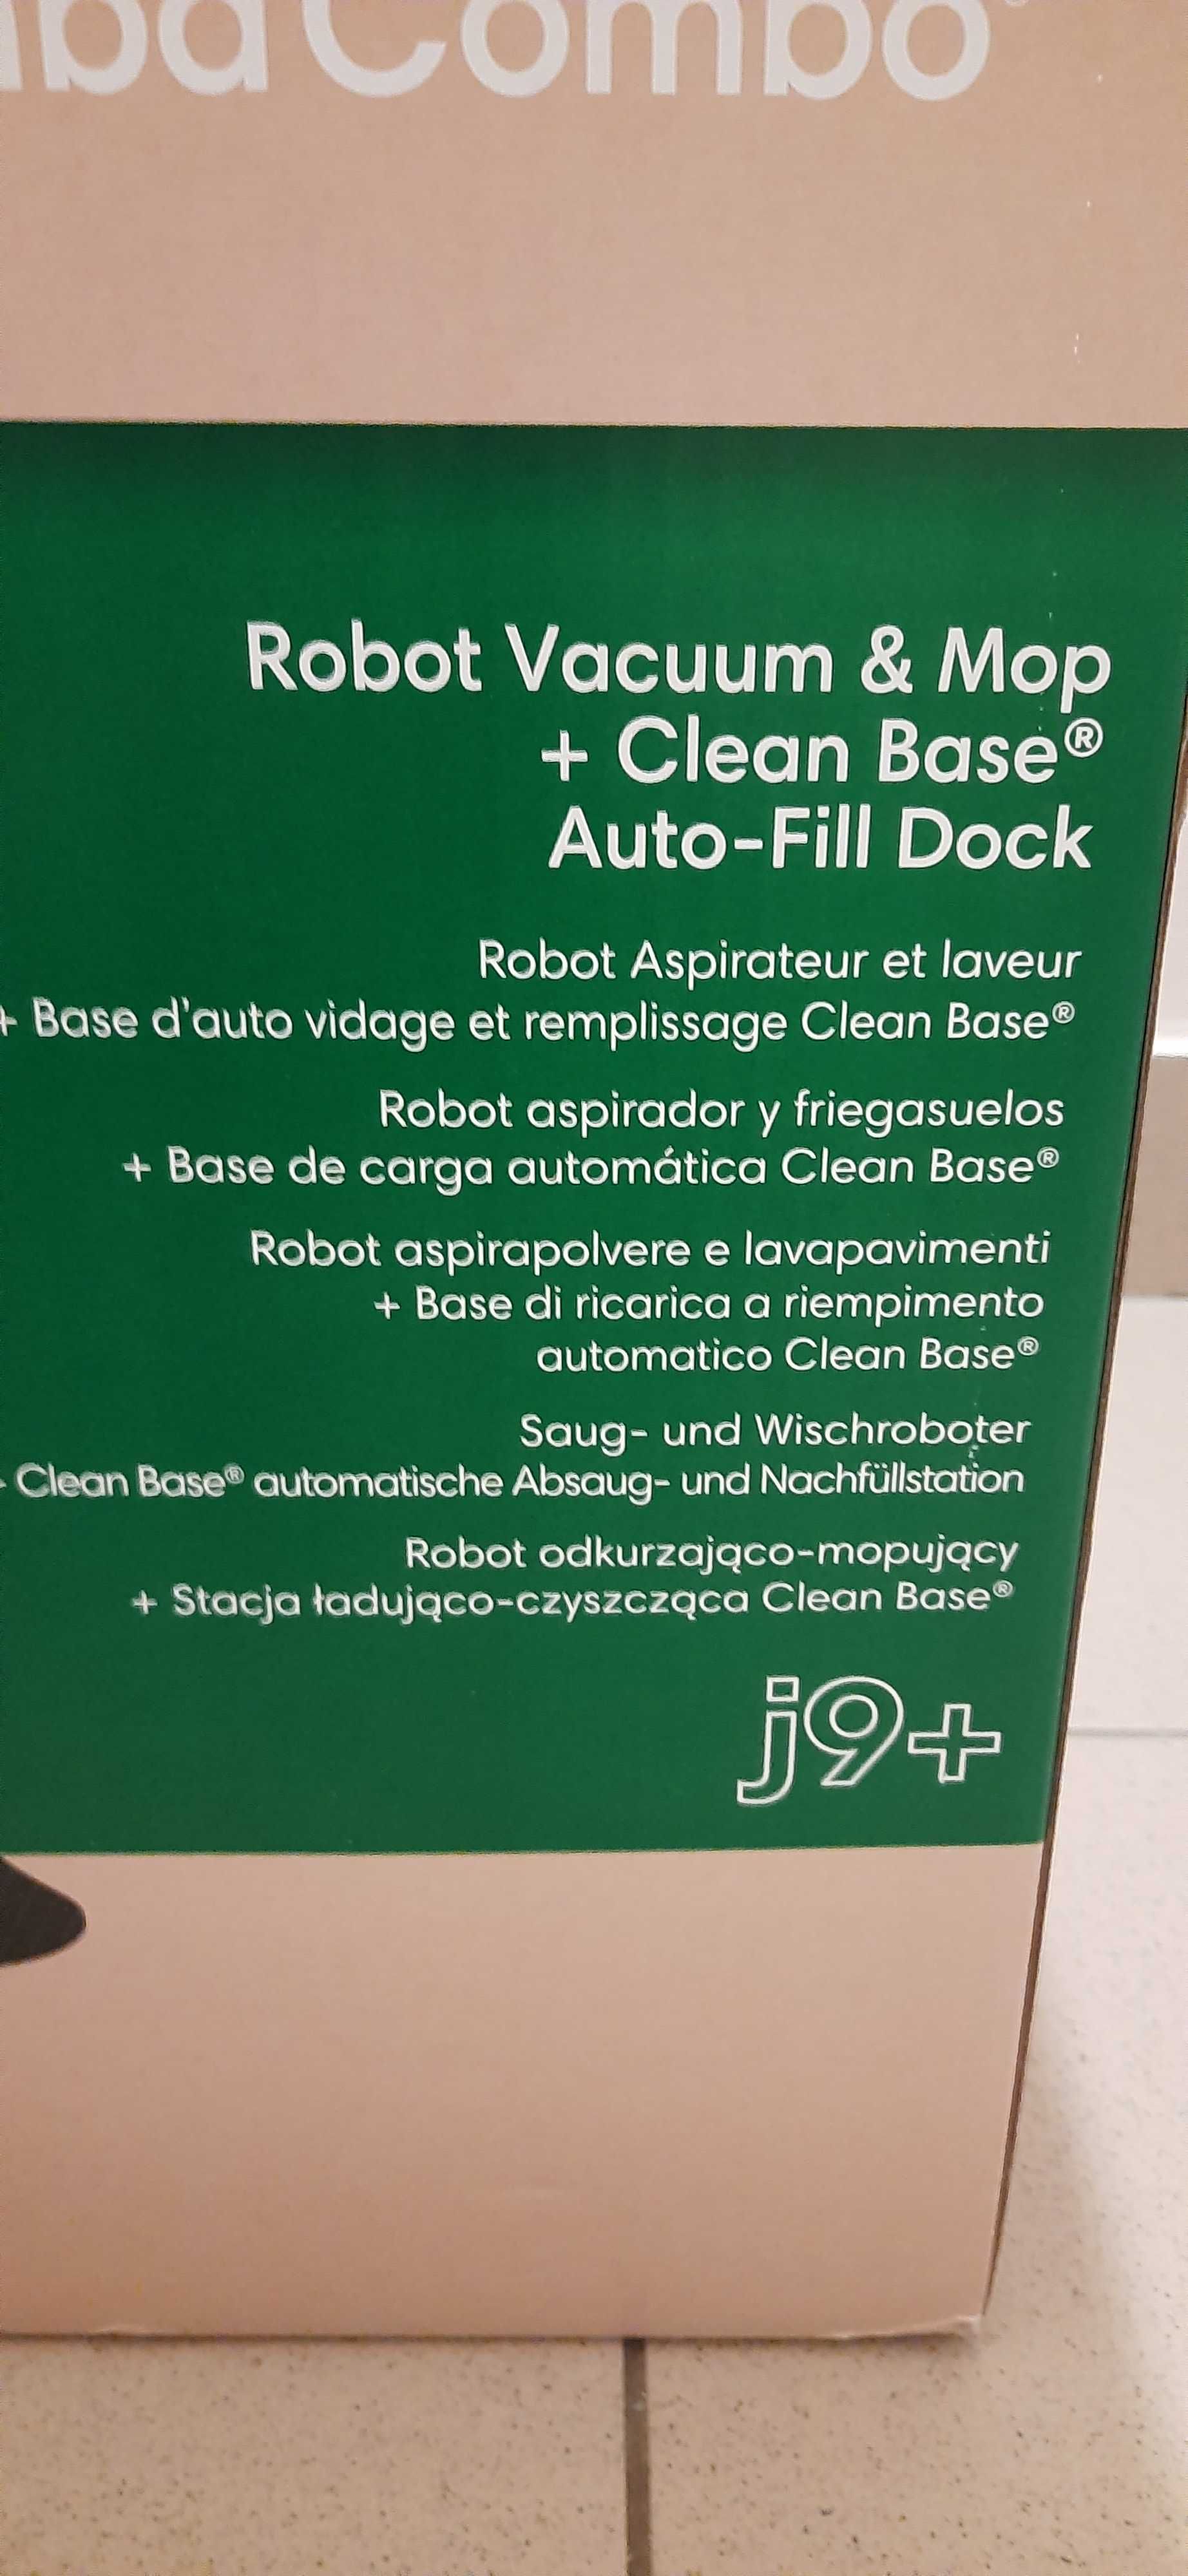 ba Combo
Robot Vacuum & Mop
+ Clean Base®
Auto-Fill Dock
Robot Aspirateur et laveur
+ Base d'auto vidage et remplissage Clean Base®
Robot aspirador y friegasuelos
+ Base de carga automática Clean Base®
Robot aspirapolvere e lavapavimenti
+ Base di ricarica a riempimento
automatico Clean Base®
Saug- und Wischroboter
Clean Base® automatische Absaug- und Nachfüllstation
Robot odkurzająco-mopujący
+ Stacja ładująco-czyszcząca Clean Base®
j9+